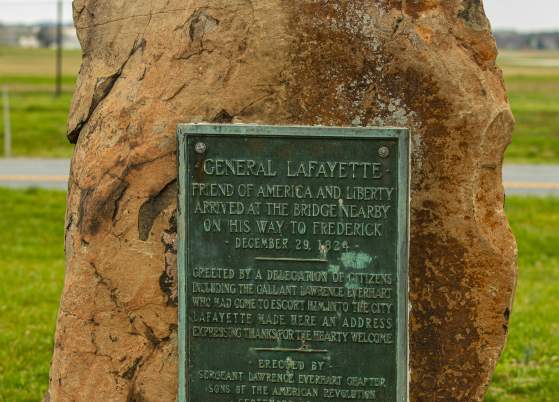 GENERAL LAFAYETTE
FRIEND OF AMERICA AND LIBERTY
ARRIVED AT THE BRIDGE NEARBY
ON HIS WAY TO FREDERICK
- DECEMBER 29, 1824 -
GREETED BY A DELEGATION OF CITIZENS
INCLUDING THE GALLANT LAWRENCE EVERHART
WHO HAD COME TO ESCORT HIM INTO THE CITY
LAFAYETTE MADE HERE AN ADDRESS
EXPRESSING THANKS FOR THE HEARTY WELCOME
ERECTED BY
SERGEANT LAWRENCE EVERHART CHAPTER
SONS OF THE AMERICAN REVOLUTION